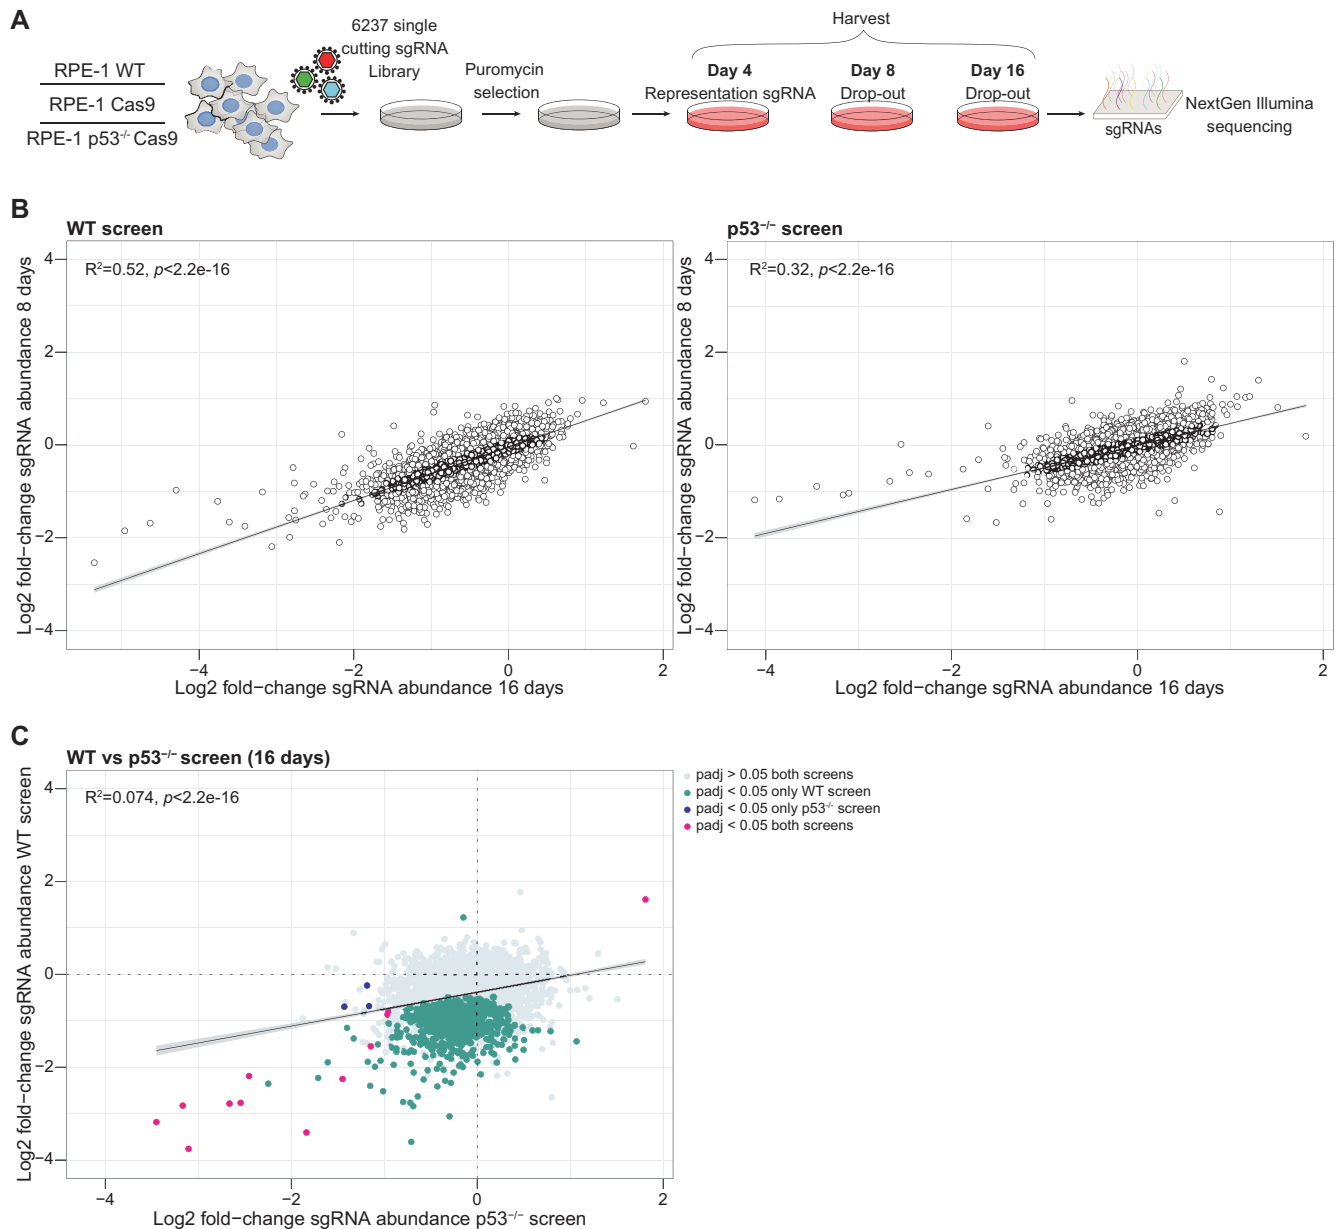 A
RPE-1 WT
RPE-1 Cas9
RPE-1 p53⁻/⁻ Cas9
6237 single
cutting sgRNA
Library
Puromycin
selection
Harvest
Day 4
Representation sgRNA
Day 8
Drop-out
Day 16
Drop-out
sgRNAs
NextGen Illumina
sequencing
B
WT screen
R²=0.52, p<2.2e-16
Log2 fold−change sgRNA abundance 8 days
4
2
0
−2
−4
−4
−2
0
2
Log2 fold−change sgRNA abundance 16 days
p53⁻/⁻ screen
R²=0.32, p<2.2e-16
Log2 fold−change sgRNA abundance 8 days
4
2
0
−2
−4
−4
−2
0
2
Log2 fold−change sgRNA abundance 16 days
C
WT vs p53⁻/⁻ screen (16 days)
R²=0.074, p<2.2e-16
Log2 fold−change sgRNA abundance WT screen
4
2
0
−2
−4
−4
−2
0
2
Log2 fold−change sgRNA abundance p53⁻/⁻ screen
padj > 0.05 both screens
padj < 0.05 only WT screen
padj < 0.05 only p53⁻/⁻ screen
padj < 0.05 both screens